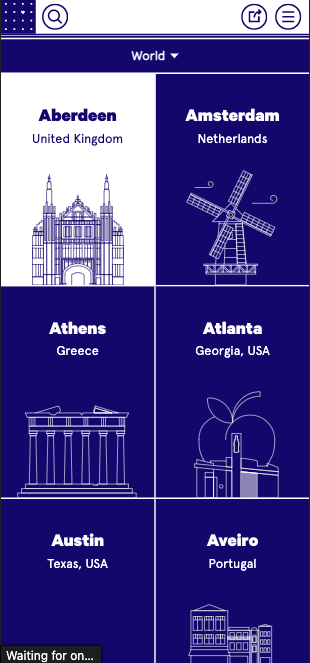 World
Aberdeen
United Kingdom
Amsterdam
Netherlands
Athens
Greece
Atlanta
Georgia, USA
Austin
Texas, USA
Aveiro
Portugal
Waiting for on...